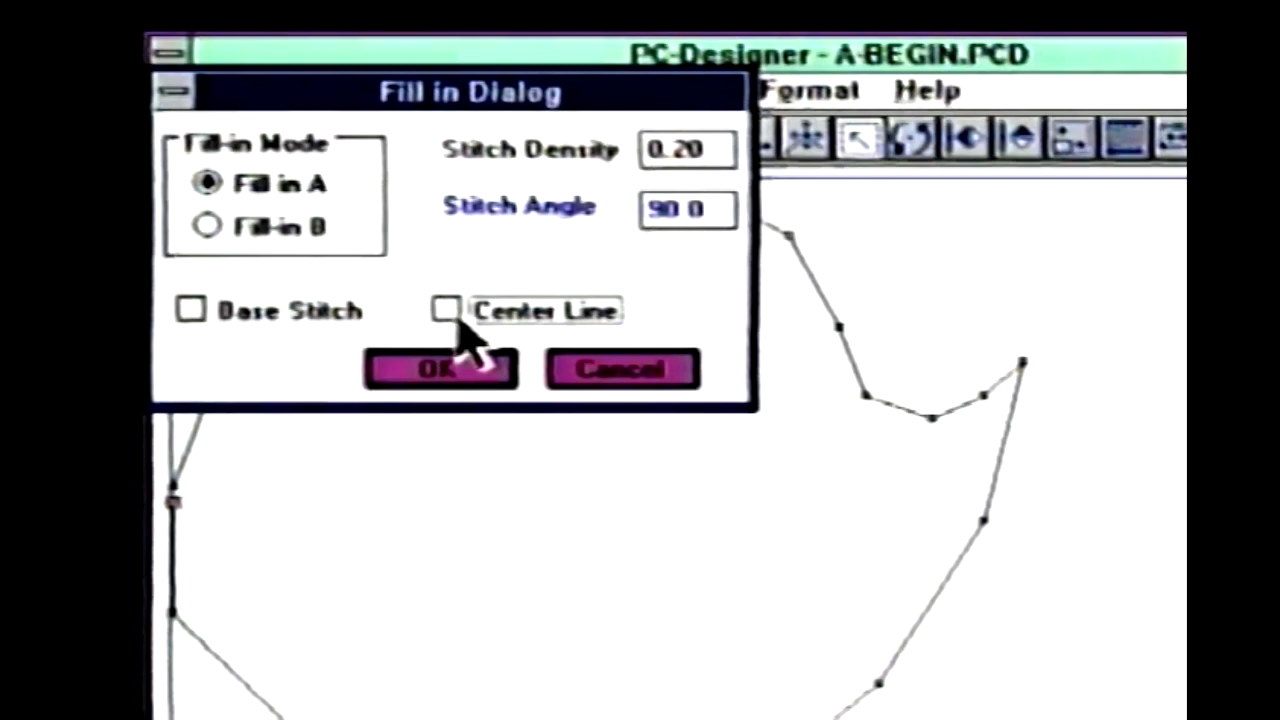 PC-Designer - A-BEGIN.PCD
Fill in Dialog
Format Help
Fill-in Mode
Stitch Density 0.20
Fill in A
Stitch Angle 90.0
Fill-in B
Base Stitch Center Line
OK Cancel